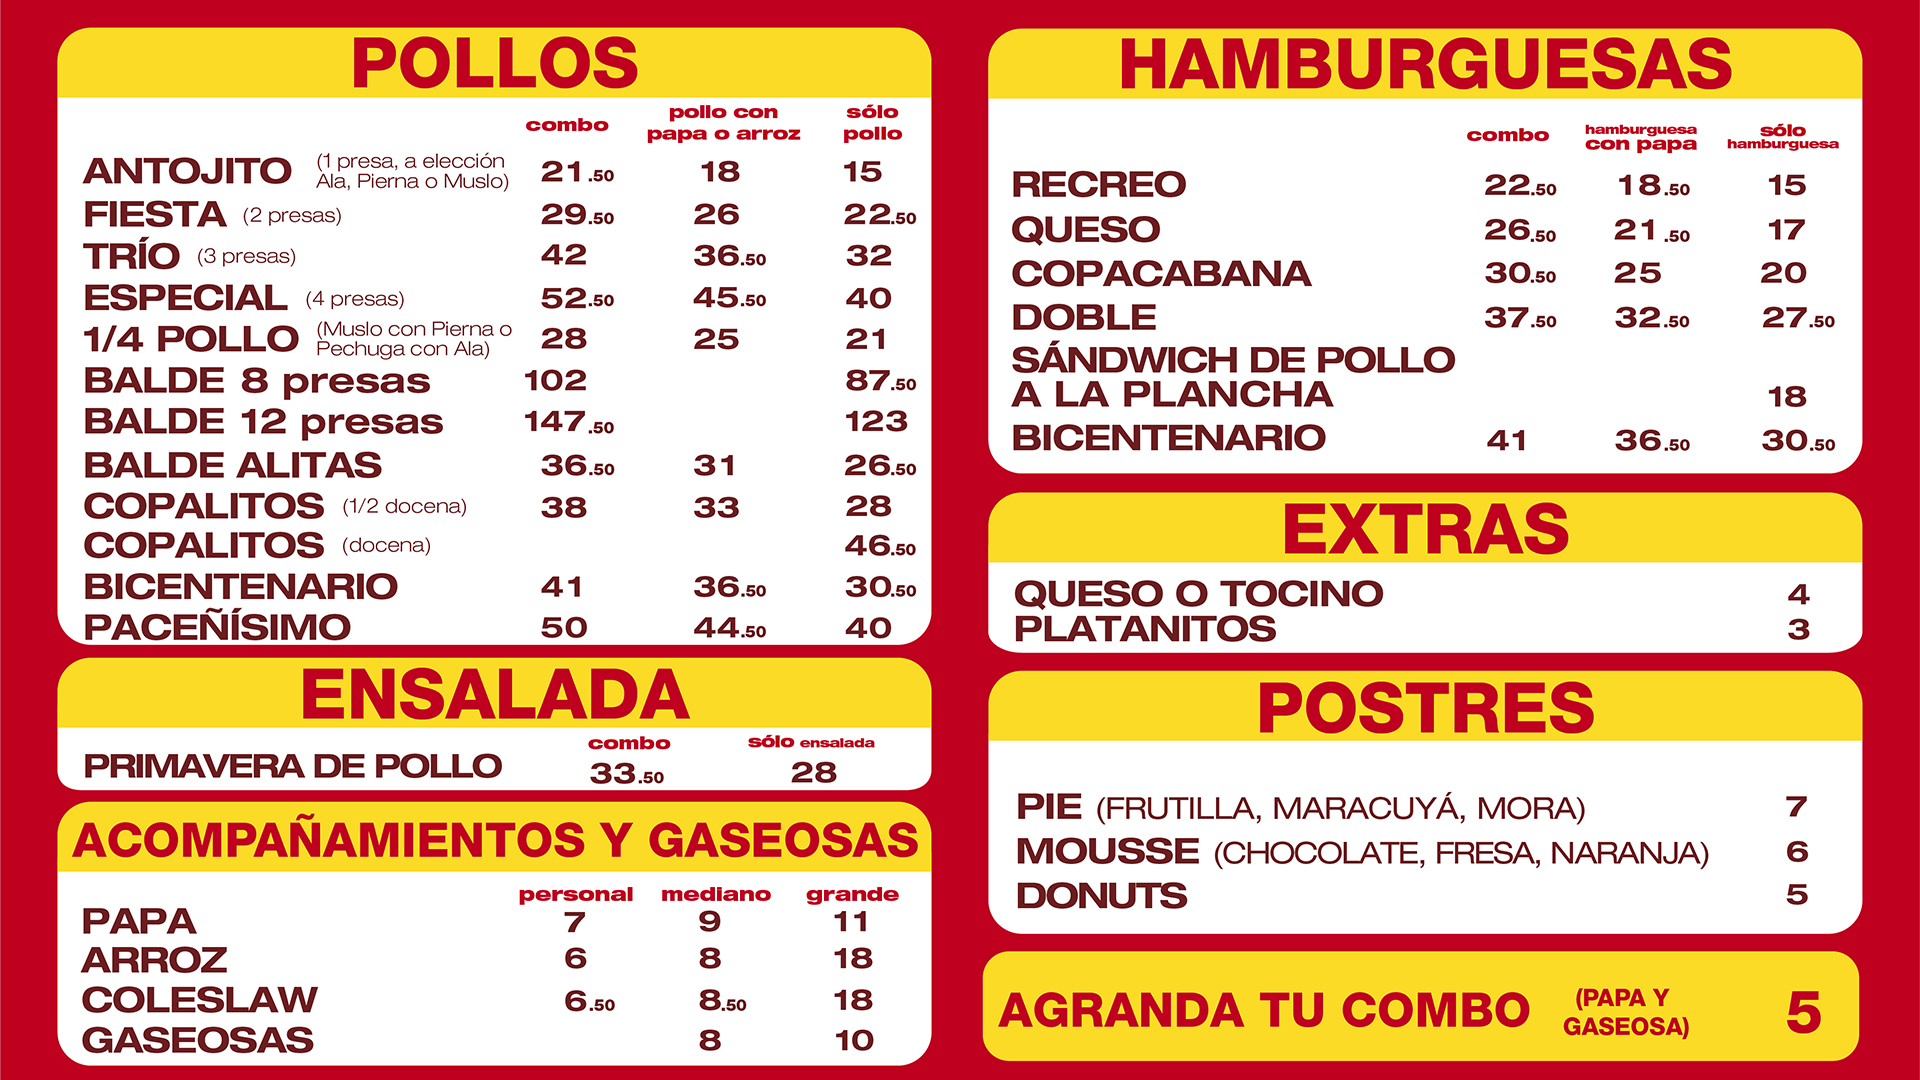 POLLOS
combo pollo con papa o arroz sólo pollo
ANTOJITO (1 presa, a elección Ala, Pierna o Muslo) 21.50 18 15
FIESTA (2 presas) 29.50 26 22.50
TRÍO (3 presas) 42 36.50 32
ESPECIAL (4 presas) 52.50 45.50 40
1/4 POLLO (Muslo con Pierna o Pechuga con Ala) 28 25 21
BALDE 8 presas 102 87.50
BALDE 12 presas 147.50 123
BALDE ALITAS 36.50 31 26.50
COPALITOS (1/2 docena) 38 33 28
COPALITOS (docena) 46.50
BICENTENARIO 41 36.50 30.50
PACEÑÍSIMO 50 44.50 40
ENSALADA
combo sólo ensalada
PRIMAVERA DE POLLO 33.50 28
ACOMPAÑAMIENTOS Y GASEOSAS
personal mediano grande
PAPA 7 9 11
ARROZ 6 8 18
COLESLAW 6.50 8.50 18
GASEOSAS 8 10
HAMBURGUESAS
combo hamburguesa con papa sólo hamburguesa
RECREO 22.50 18.50 15
QUESO 26.50 21.50 17
COPACABANA 30.50 25 20
DOBLE 37.50 32.50 27.50
SÁNDWICH DE POLLO
A LA PLANCHA 18
BICENTENARIO 41 36.50 30.50
EXTRAS
QUESO O TOCINO 4
PLATANITOS 3
POSTRES
PIE (FRUTILLA, MARACUYÁ, MORA) 7
MOUSSE (CHOCOLATE, FRESA, NARANJA) 6
DONUTS 5
AGRANDA TU COMBO (PAPA Y GASEOSA) 5